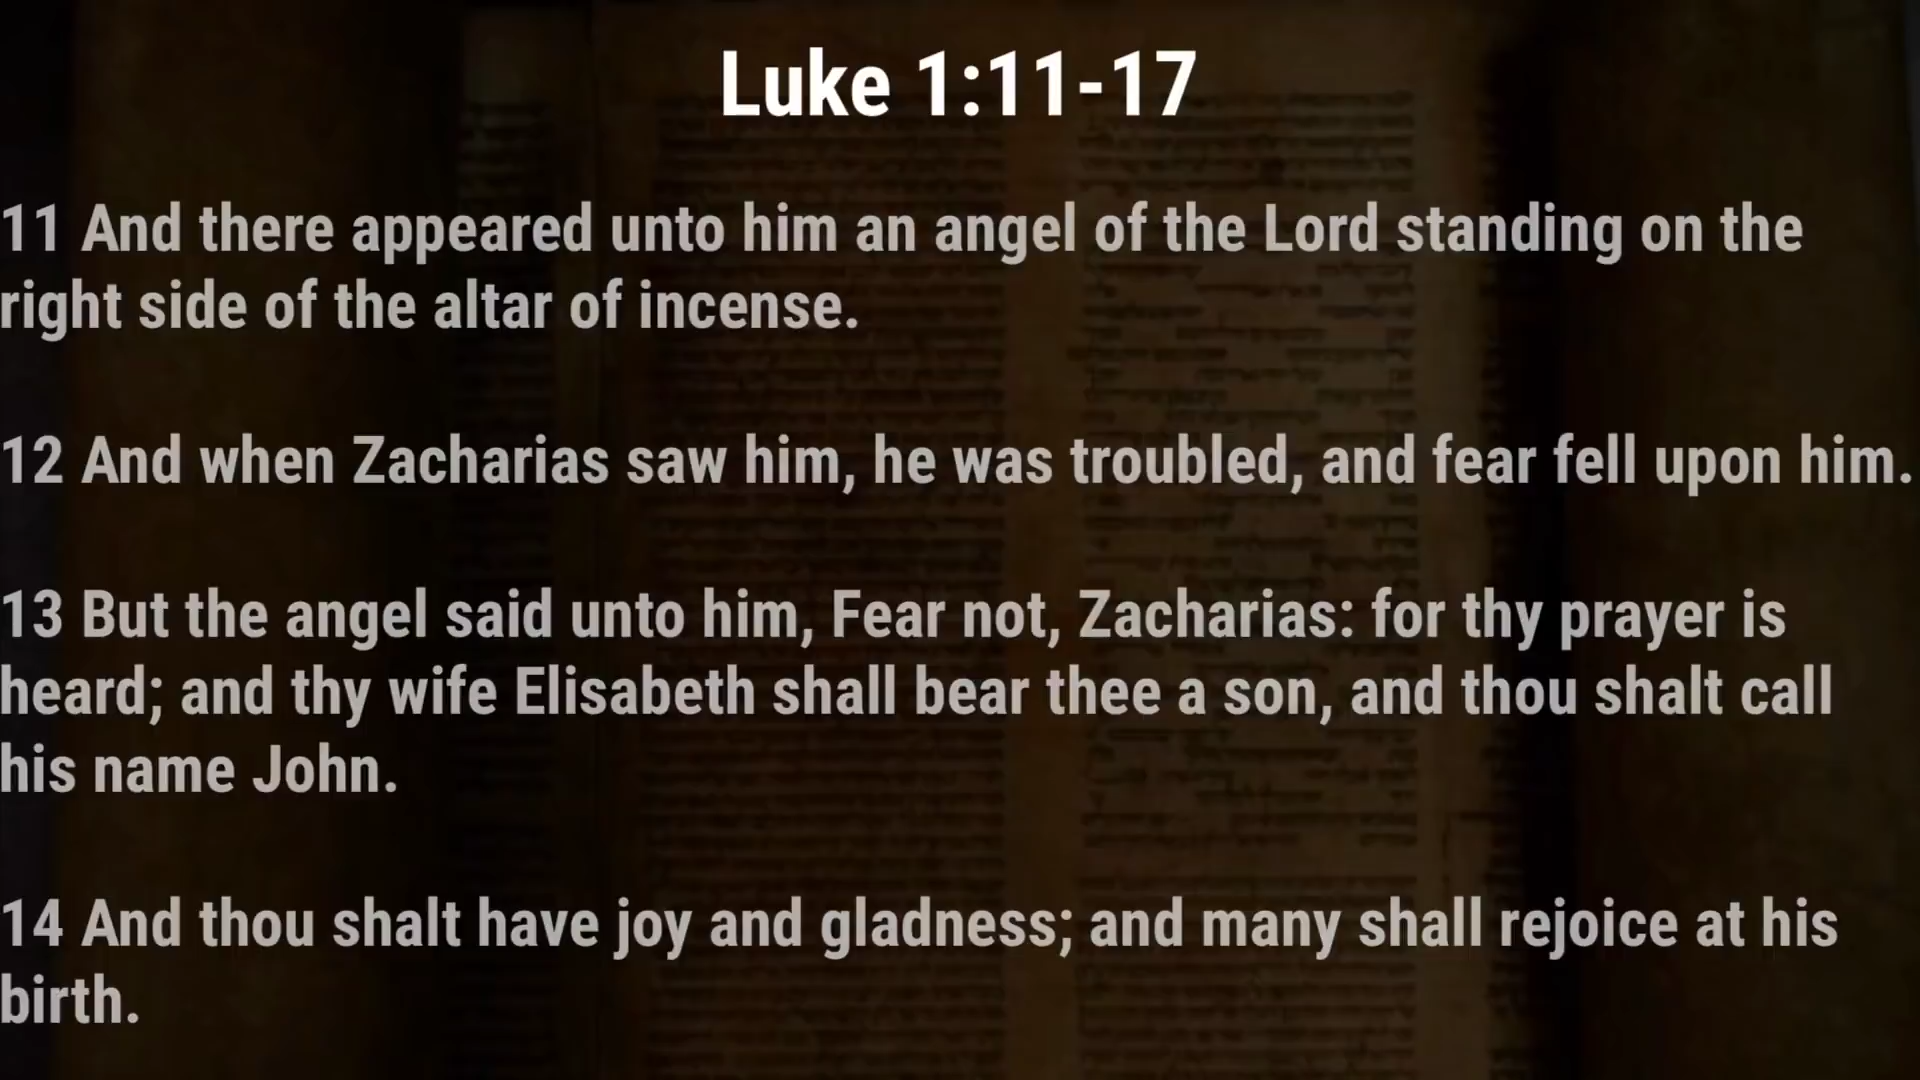 Luke 1:11-17
11 And there appeared unto him an angel of the Lord standing on the
right side of the altar of incense.
12 And when Zacharias saw him, he was troubled, and fear fell upon him.
13 But the angel said unto him, Fear not, Zacharias: for thy prayer is
heard; and thy wife Elisabeth shall bear thee a son, and thou shalt call
his name John.
14 And thou shalt have joy and gladness; and many shall rejoice at his
birth.